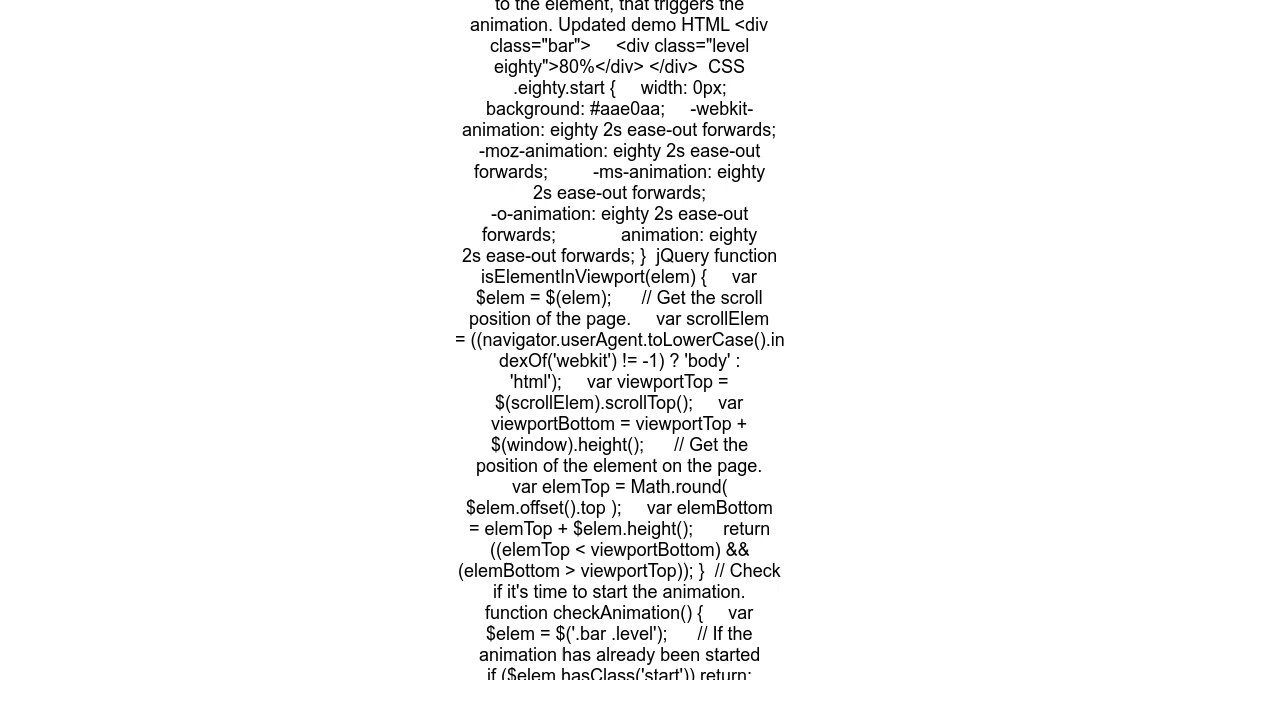 to the element, that triggers the
animation. Updated demo HTML <div
class="bar">     <div class="level
eighty">80%</div> </div>  CSS
.eighty.start {     width: 0px;
background: #aae0aa;     -webkit-
animation: eighty 2s ease-out forwards;
-moz-animation: eighty 2s ease-out
forwards;         -ms-animation: eighty
2s ease-out forwards;
-o-animation: eighty 2s ease-out
forwards;             animation: eighty
2s ease-out forwards; }  jQuery function
isElementInViewport(elem) {     var
$elem = $(elem);      // Get the scroll
position of the page.     var scrollElem
= ((navigator.userAgent.toLowerCase().in
dexOf('webkit') != -1) ? 'body' :
'html');     var viewportTop =
$(scrollElem).scrollTop();     var
viewportBottom = viewportTop +
$(window).height();      // Get the
position of the element on the page.
var elemTop = Math.round(
$elem.offset().top );     var elemBottom
= elemTop + $elem.height();      return
((elemTop < viewportBottom) &&
(elemBottom > viewportTop)); }  // Check
if it's time to start the animation.
function checkAnimation() {     var
$elem = $('.bar .level');      // If the
animation has already been started
if ($elem.hasClass('start')) return;